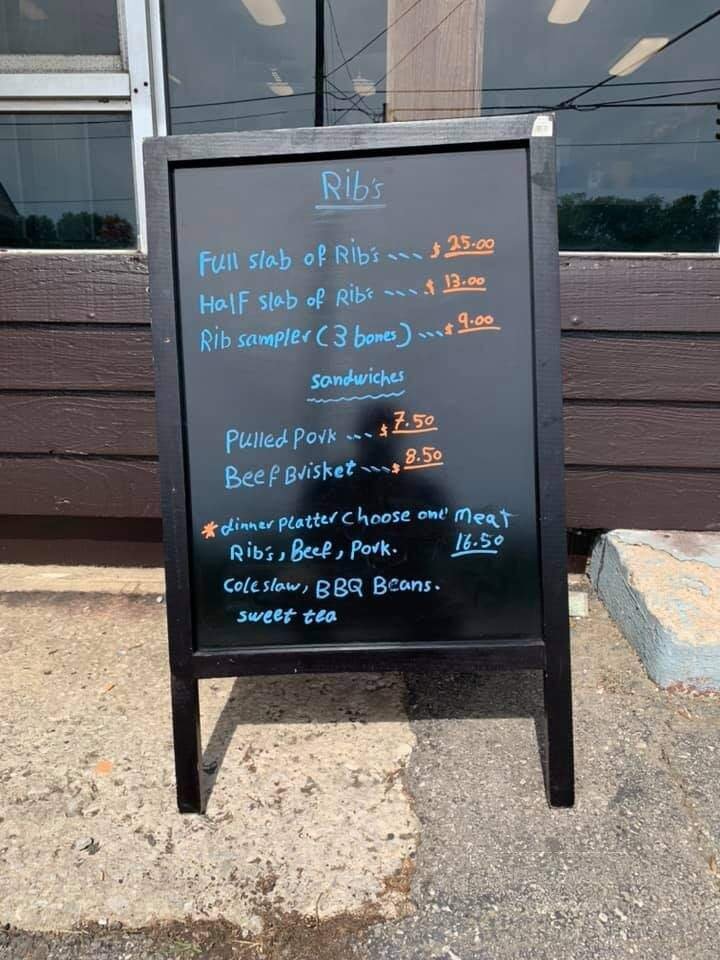 Rib's
Full slab of Rib's ---- $ 25.00
Half slab of Rib's ---- $ 13.00
Rib sampler (3 bones) ---- $ 9.00
Sandwiches
Pulled Pork ---- $ 7.50
Beef Brisket ---- $ 8.50
* dinner Platter Choose one' Meat
Ribs, Beef, Pork. 16.50
Coleslaw, BBQ Beans.
sweet tea